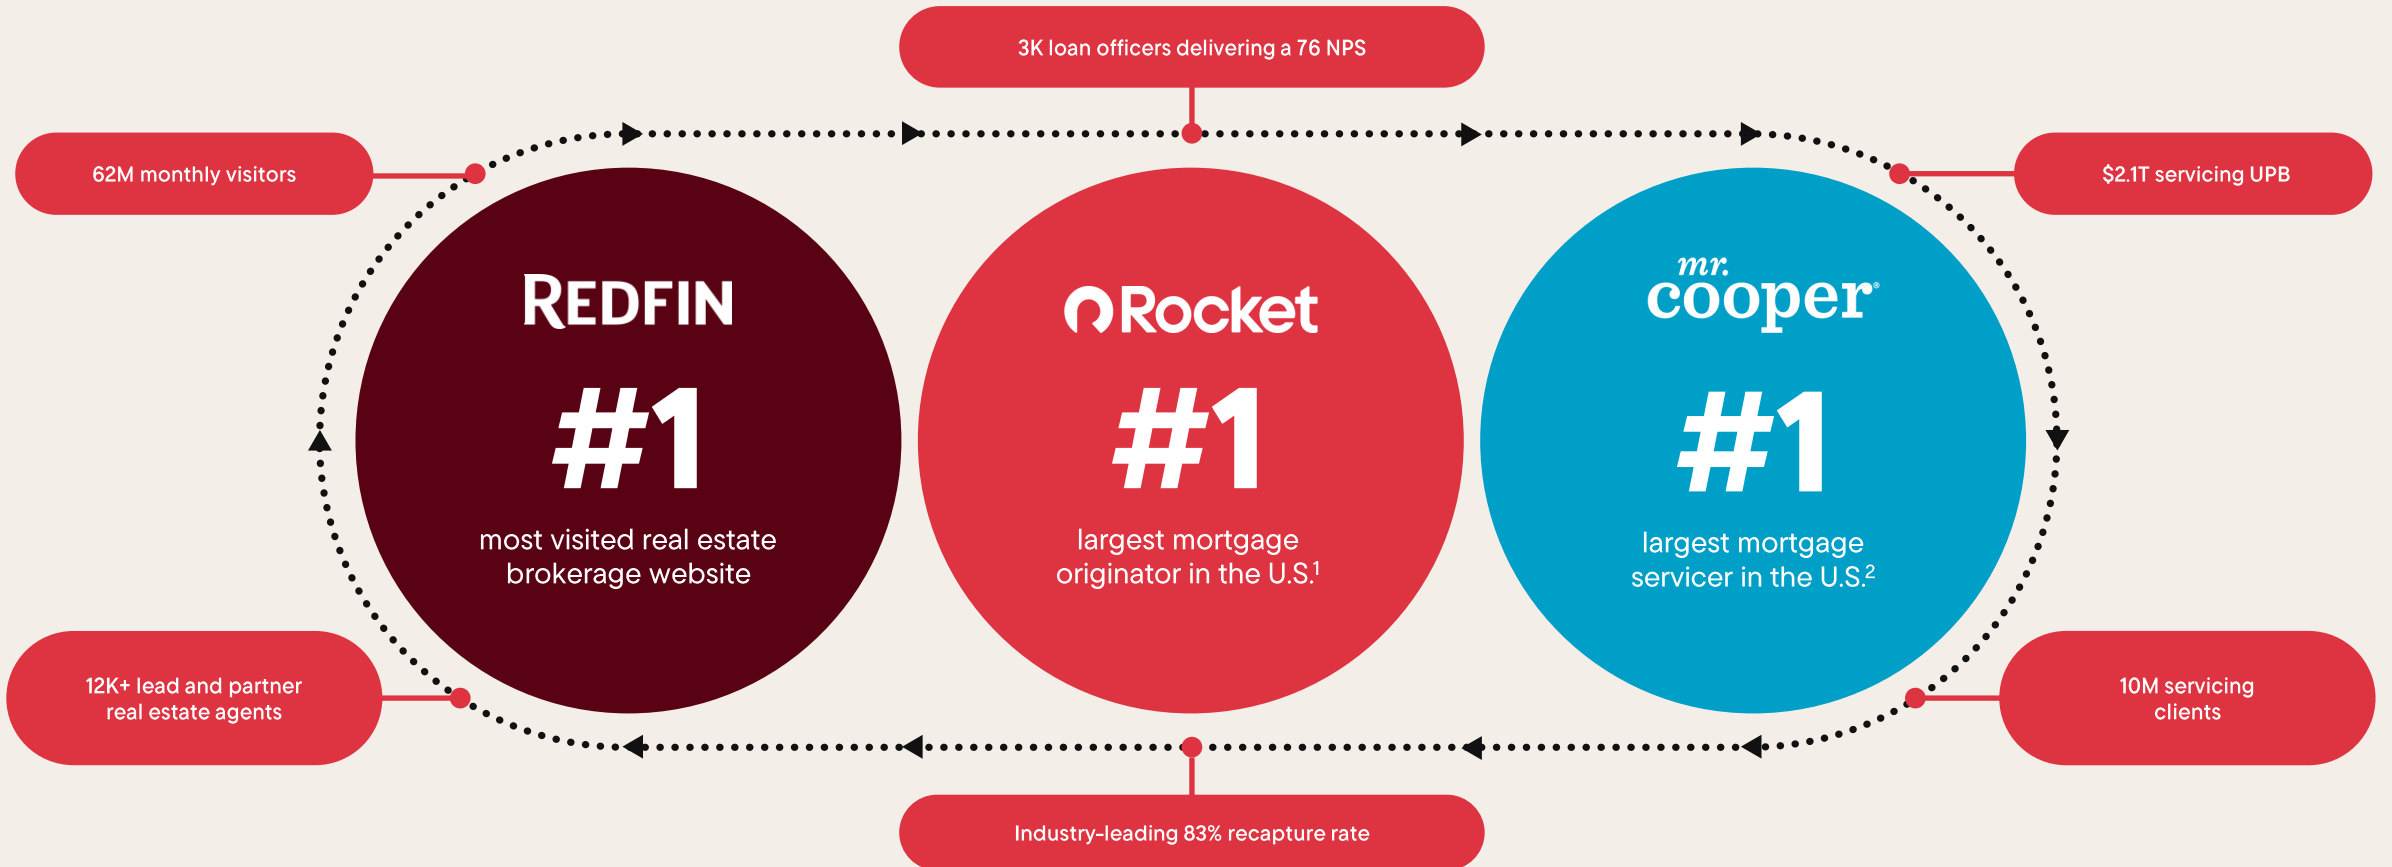 3K loan officers delivering a 76 NPS
62M monthly visitors
$2.1T servicing UPB
REDFIN
#1
most visited real estate
brokerage website
Rocket
#1
largest mortgage
originator in the U.S.¹
mr.
cooper®
#1
largest mortgage
servicer in the U.S.²
12K+ lead and partner
real estate agents
10M servicing
clients
Industry-leading 83% recapture rate